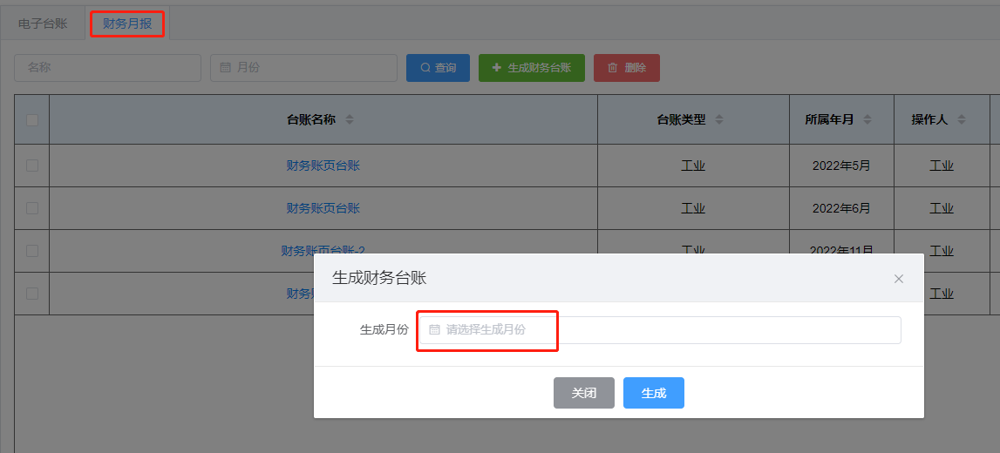 电子台账 财务月报
名称 月份 查询 生成财务台账 删除
台账名称 台账类型 所属年月 操作人
财务账页台账 工业 2022年5月 工业
财务账页台账 工业 2022年6月 工业
财务账页台账-2 工业 2022年11月 工业
财务 工业
生成财务台账
生成月份 请选择生成月份
关闭 生成